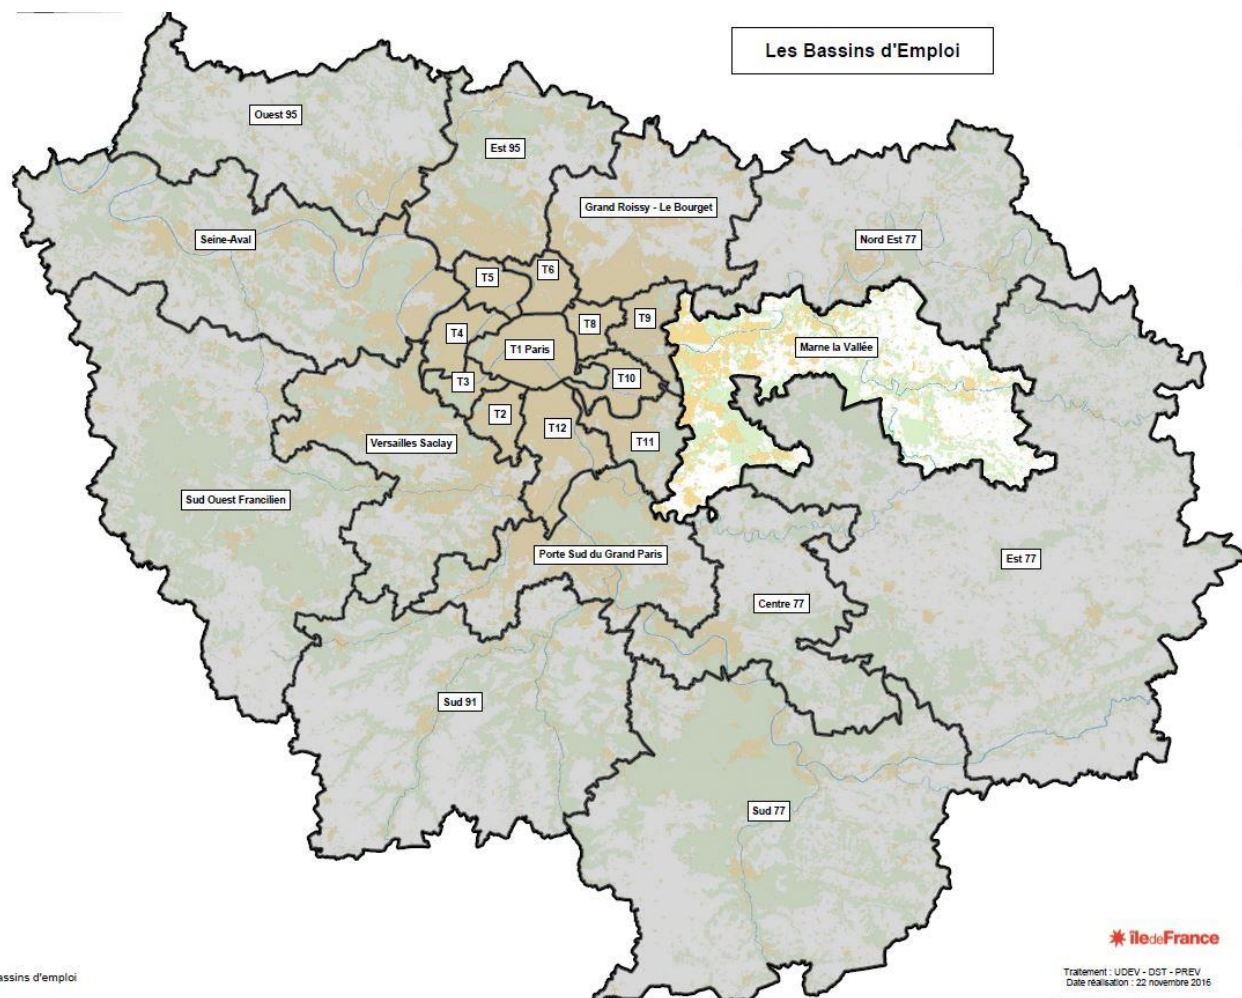 Les Bassins d'Emploi
Ouest 95
Est 95
Grand Roissy - Le Bourget
Seine-Aval
Nord Est 77
T5
T6
T8
T9
T4
T1 Paris
Marne la Vallée
T3
T10
T2
T12
T11
Versailles Saclay
Sud Ouest Francilien
Porte Sud du Grand Paris
Est 77
Centre 77
Sud 91
Sud 77
îledeFrance
assins d'emploi
Traitement : UDEV - DST - PREV
Date réalisation : 22 novembre 2016